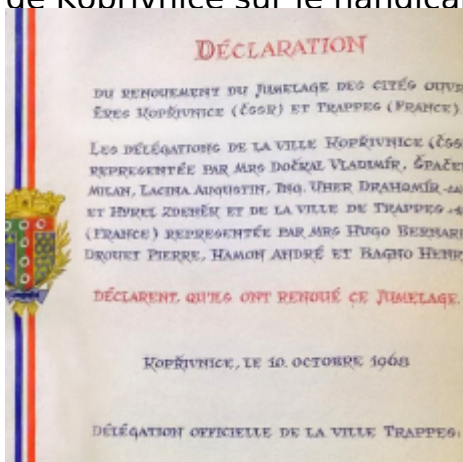 de Kopřivnice sur le handica
DÉCLARATION
DU RENOUEMENT DU JUMELAGE DES CITÉS OUVR
ÈRES KOPŘIVNICE (ČSSR) ET TRAPPES (FRANCE)
LES DÉLÉGATIONS DE LA VILLE KOPŘIVNICE (ČSS
REPRESENTÉE PAR MRS DOČKAL VLADIMÍR, ŠPAČE
MILAN, LACINA AUGUSTIN, ING. UHER DRAHOMÍR
ET HYKEL ZDENĚK ET DE LA VILLE DE TRAPPES
(FRANCE) REPRESENTÉE PAR MRS HUGO BERNAR
DROUET PIERRE, HAMON ANDRÉ ET BAGNO HENR
DÉCLARENT, QU'ILS ONT RENOUÉ CE JUMELAGE.
KOPŘIVNICE, LE 10. OCTOBRE 1968
DÉLÉGATION OFFICIELLE DE LA VILLE TRAPPES: